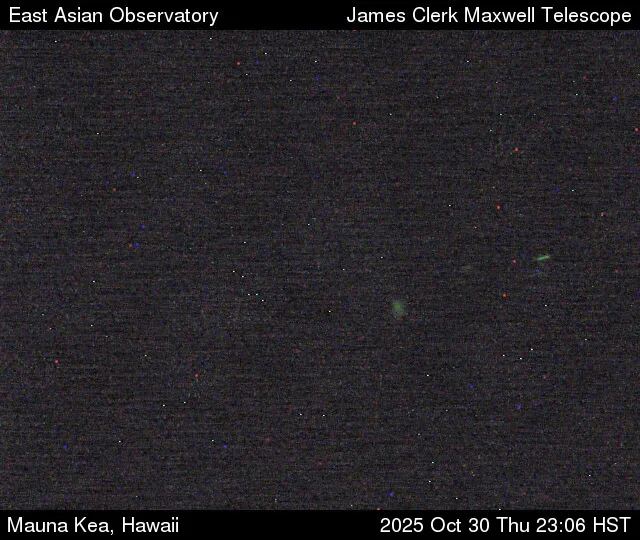 East Asian Observatory
James Clerk Maxwell Telescope
Mauna Kea, Hawaii
2025 Oct 30 Thu 23:06 HST